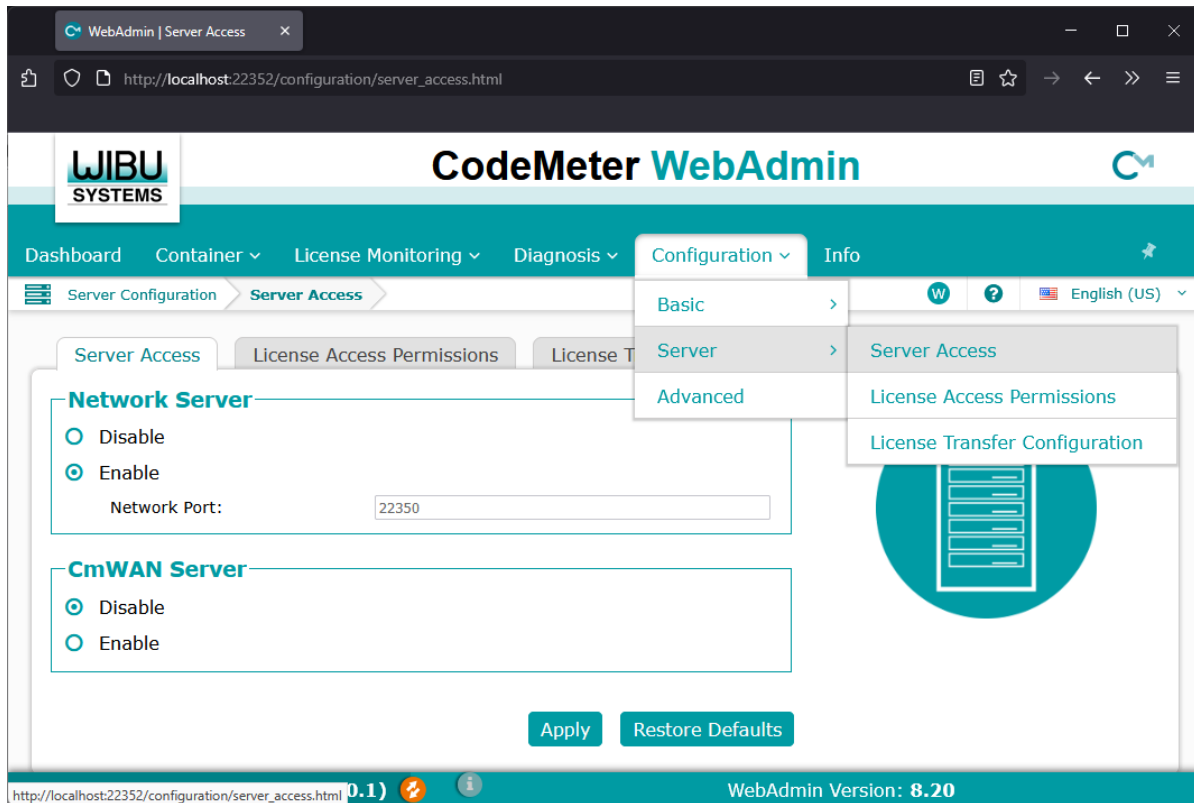 WebAdmin | Server Access
http://localhost:22352/configuration/server_access.html
WIBU
SYSTEMS
CodeMeter WebAdmin
Dashboard Container License Monitoring Diagnosis Configuration Info
Server Configuration Server Access
W ? English (US)
Basic
Server
Advanced
Server Access
License Access Permissions
License Transfer Configuration
Server Access License Access Permissions License T
Network Server
Disable
Enable
Network Port: 22350
CmWAN Server
Disable
Enable
Apply Restore Defaults
http://localhost:22352/configuration/server_access.html 0.1) i WebAdmin Version: 8.20